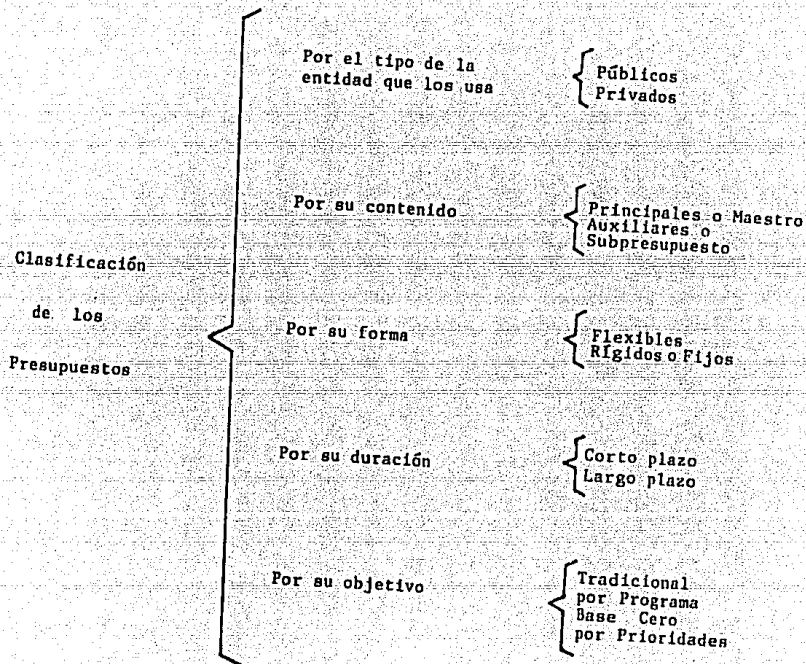 Clasificación
de los
Presupuestos
Por el tipo de la
entidad que los usa
Públicos
Privados
Por su contenido
Principales o Maestro
Auxiliares o
Subpresupuesto
Por su forma
Flexibles
Rígidos o Fijos
Por su duración
Corto plazo
Largo plazo
Por su objetivo
Tradicional
por Programa
Base Cero
por Prioridades